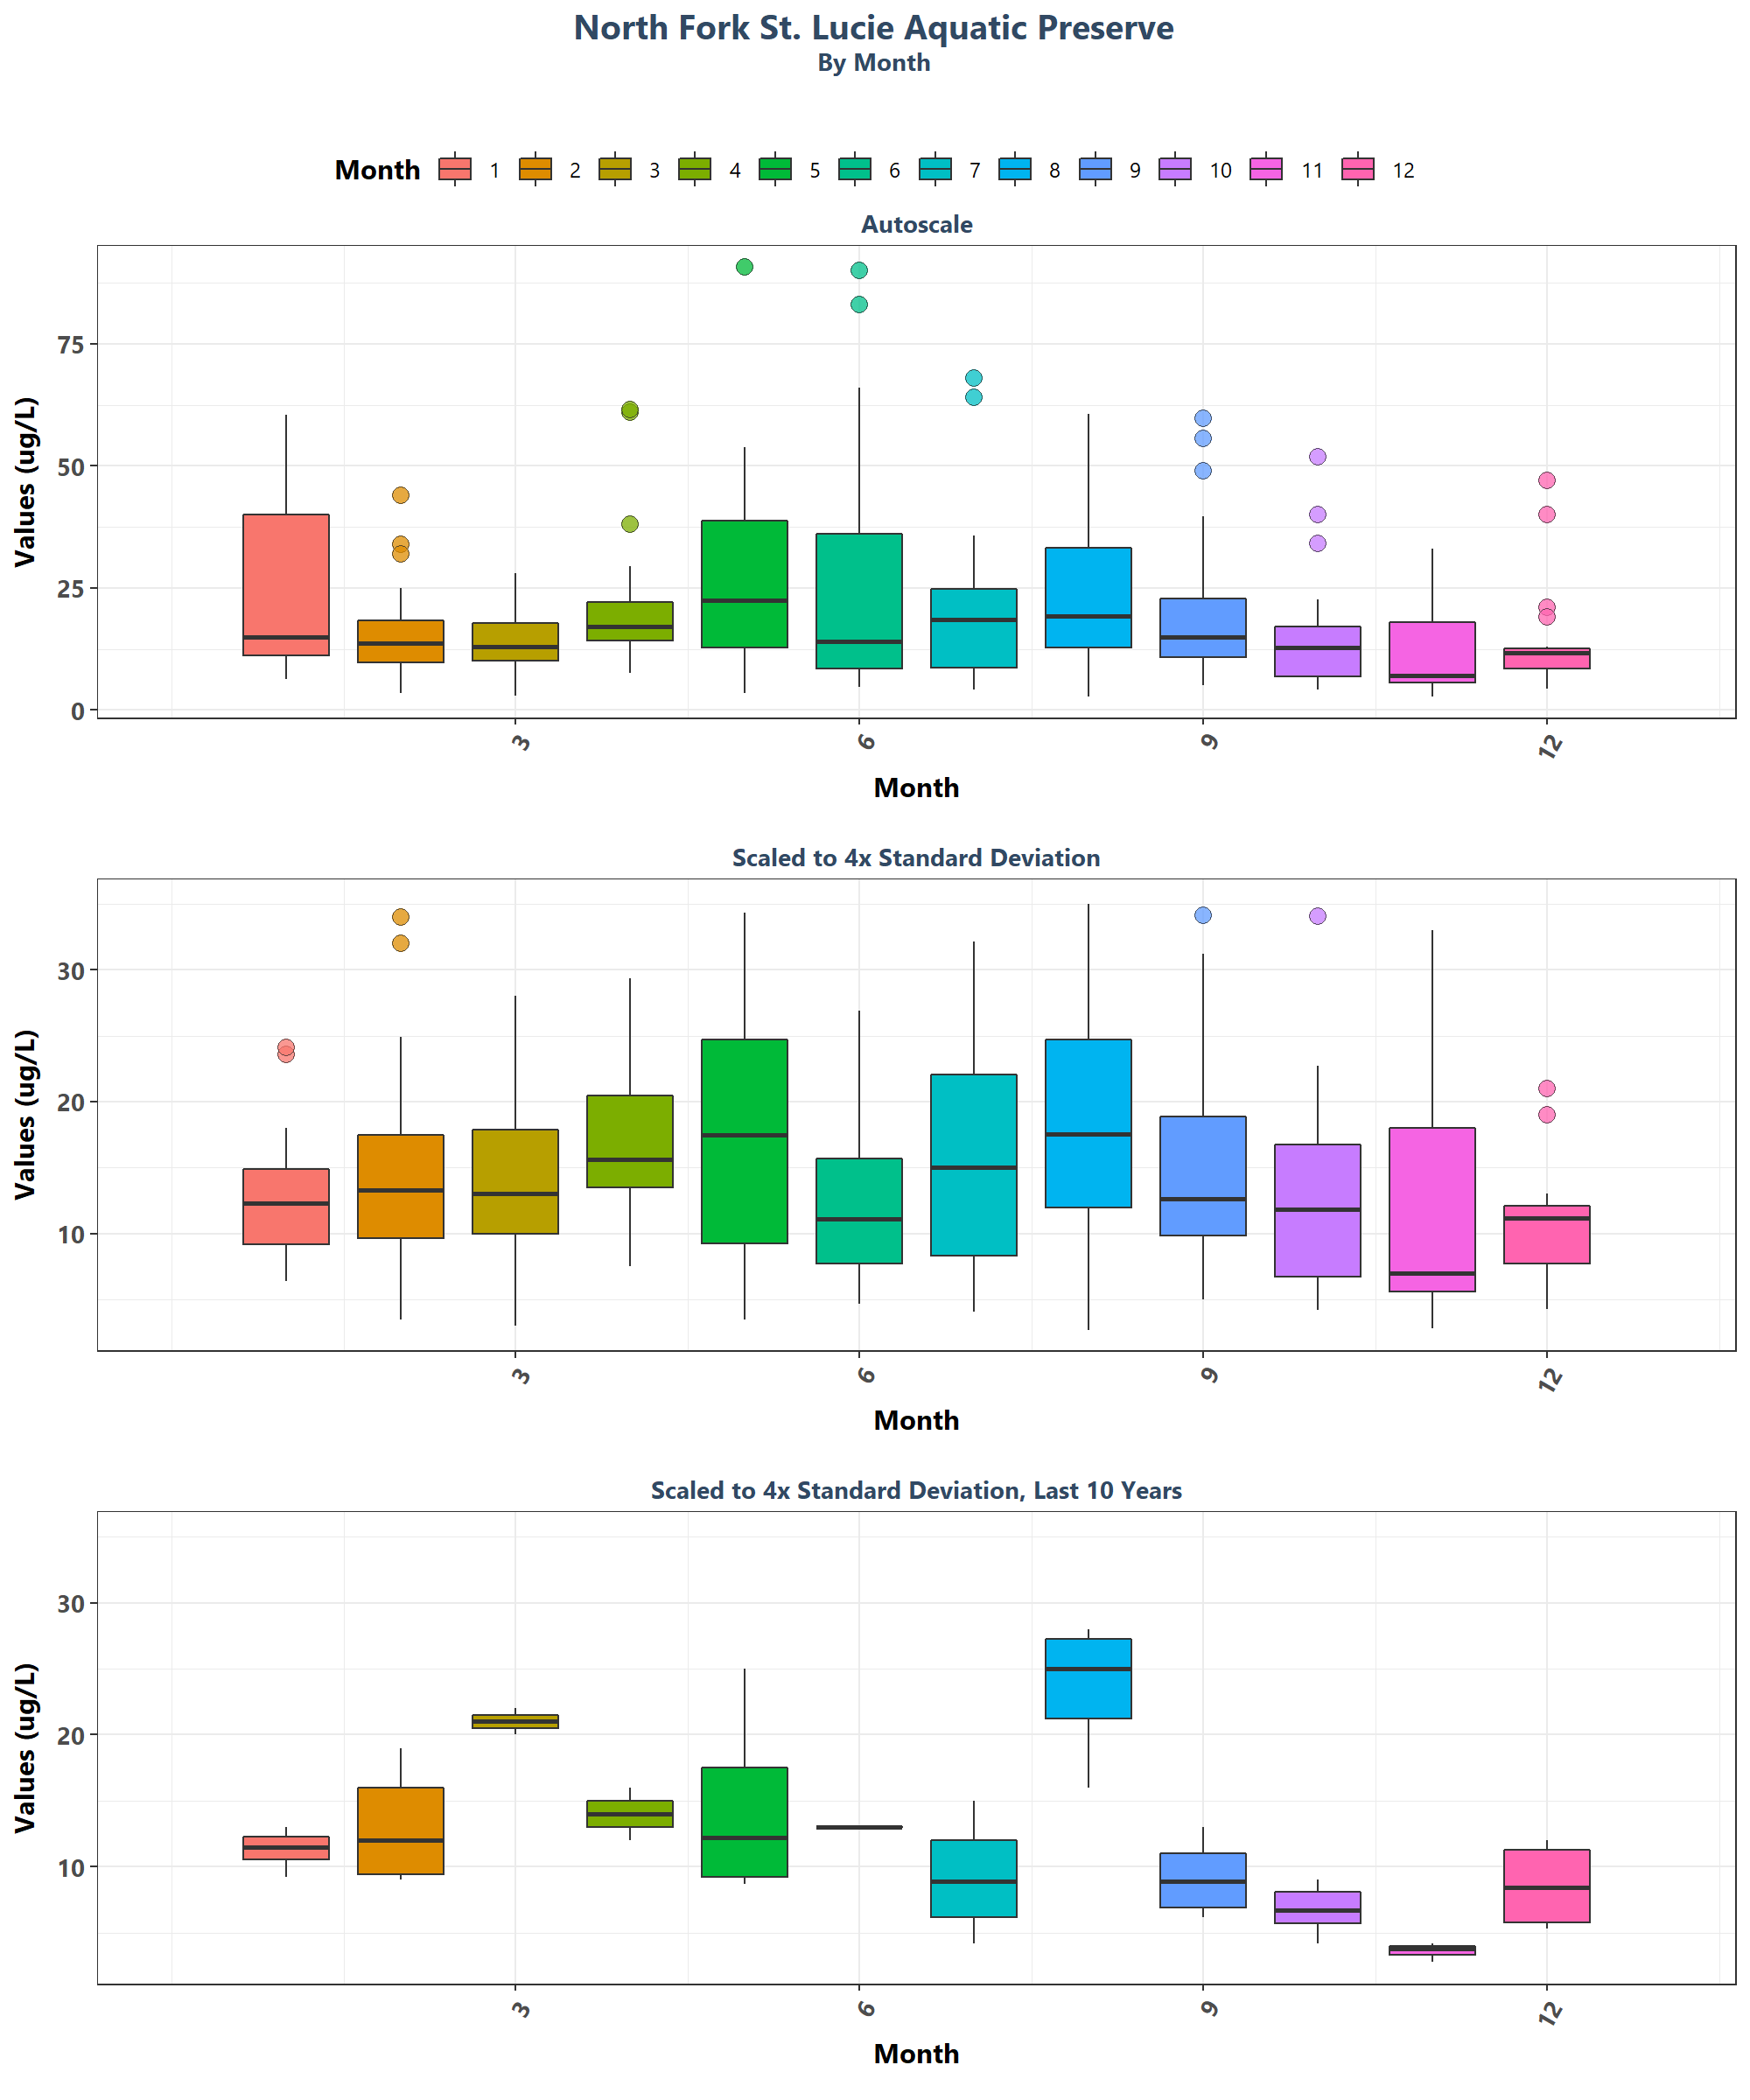 North Fork St. Lucie Aquatic Preserve
By Month
Month 1 2 3 4 5 6 7 8 9 10 11 12
Autoscale
Values (ug/L)
75
50
25
0
3 6 9 12
Month
Scaled to 4x Standard Deviation
Values (ug/L)
30
20
10
3 6 9 12
Month
Scaled to 4x Standard Deviation, Last 10 Years
Values (ug/L)
30
20
10
3 6 9 12
Month